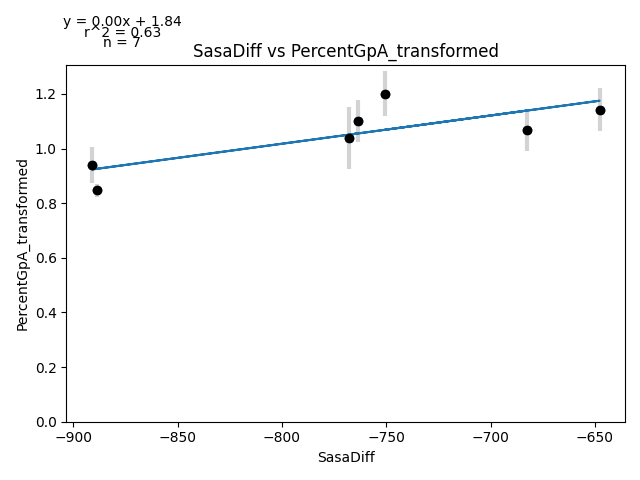 y = 0.00x + 1.84
r^2 = 0.63
n = 7
SasaDiff vs PercentGpA_transformed
PercentGpA_transformed
1.2
1.0
0.8
0.6
0.4
0.2
0.0
−900
−850
−800
−750
−700
−650
SasaDiff